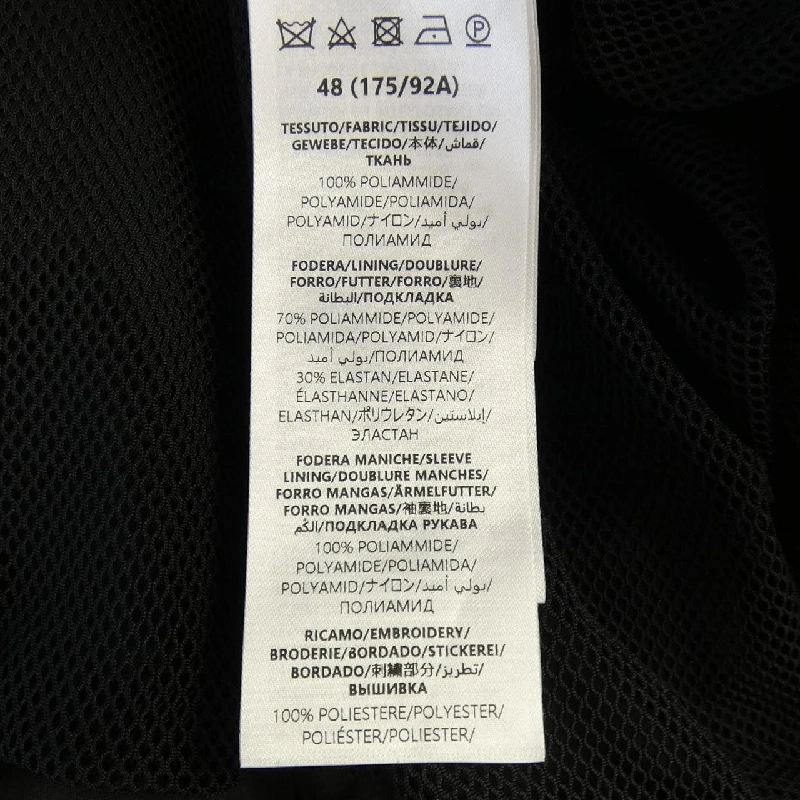 P
48 (175/92A)
TESSUTO/FABRIC/TISSU/TEJIDO/
GEWEBE/TECIDO/本体/قماش/
ТКАНЬ
100% POLIAMMIDE/
POLYAMIDE/POLIAMIDA/
POLYAMID/ナイロン/بولي أميد/
ПОЛИАМИД
FODERA/LINING/DOUBLURE/
FORRO/FUTTER/FORRO/裏地/
البطانة/ПОДКЛАДКА
70% POLIAMMIDE/POLYAMIDE/
POLIAMIDA/POLYAMID/ナイロン/
بولي أميد/ПОЛИАМИД
30% ELASTAN/ELASTANE/
ÉLASTHANNE/ELASTANO/
ELASTHAN/ポリウレタン/إيلاستين/
ЭЛАСТАН
FODERA MANICHE/SLEEVE
LINING/DOUBLURE MANCHES/
FORRO MANGAS/ÄRMELFUTTER/
FORRO MANGAS/袖裏地/بطانة
الكُم/ПОДКЛАДКА РУКАВА
100% POLIAMMIDE/
POLYAMIDE/POLIAMIDA/
POLYAMID/ナイロン/بولي أميد/
ПОЛИАМИД
RICAMO/EMBROIDERY/
BRODERIE/BORDADO/STICKEREI/
BORDADO/刺繍部分/تطريز/
ВЫШИВКА
100% POLIESTERE/POLYESTER/
POLIÉSTER/POLIESTER/